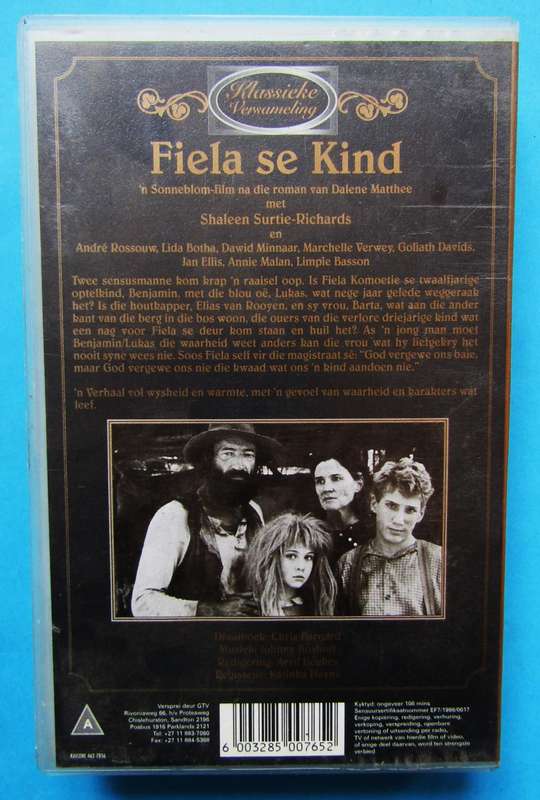 Klassieke
Versameling
Fiela se Kind
'n Sonneblom-film na die roman van Dalene Matthee
met
Shaleen Surtie-Richards
en
André Rossouw, Lida Botha, Dawid Minnaar, Marchelle Verwey, Goliath Davids,
Jan Ellis, Annie Malan, Limpie Basson
Twee sensusmanne kom krap 'n raaisel oop. Is Fiela Komoetie se twaalfjarige
optelkind, Benjamin, met die blou oë, Lukas, wat nege jaar gelede weggeraak
het? Is die houtkapper, Elias van Rooyen, en sy vrou, Barta, wat aan die ander
kant van die berg in die bos woon, die ouers van die verlore driejarige kind wat
een nag voor Fiela se deur kom staan en huil het? As 'n jong man moet
Benjamin/Lukas die waarheid weet anders kan die vrou wat hy liefgekry het
nooit syne wees nie. Soos Fiela self vir die magistraat sê: "God vergewe ons baie,
maar God vergewe ons nie die kwaad wat ons 'n kind aandoen nie."
'n Verhaal vol wysheid en warmte, met 'n gevoel van waarheid en karakters wat
leef.
Draaiboek: Chris Barnard
Musiek: Johnny Boshoff
Regisseur: Katinka Heyns
A
Versprei deur GTV
Rivoniaweg 66, h/v Proteaweg
Chislehurston, Sandton 2196
Posbus 1816 Parklands 2121
Tel: +27 11 883-7060
Fax: +27 11 884-5388
6 003285 007652
Kyktyd: ongeveer 106 mins
Sensuursertifikaatnommer EF7/1996/0617
Enige kopiering, redigering, verhuring,
verkoping, verspreiding, openbare
vertoning of uitsending per radio,
TV of netwerk van hierdie film of video,
of enige deel daarvan, word ten strengste
verbied